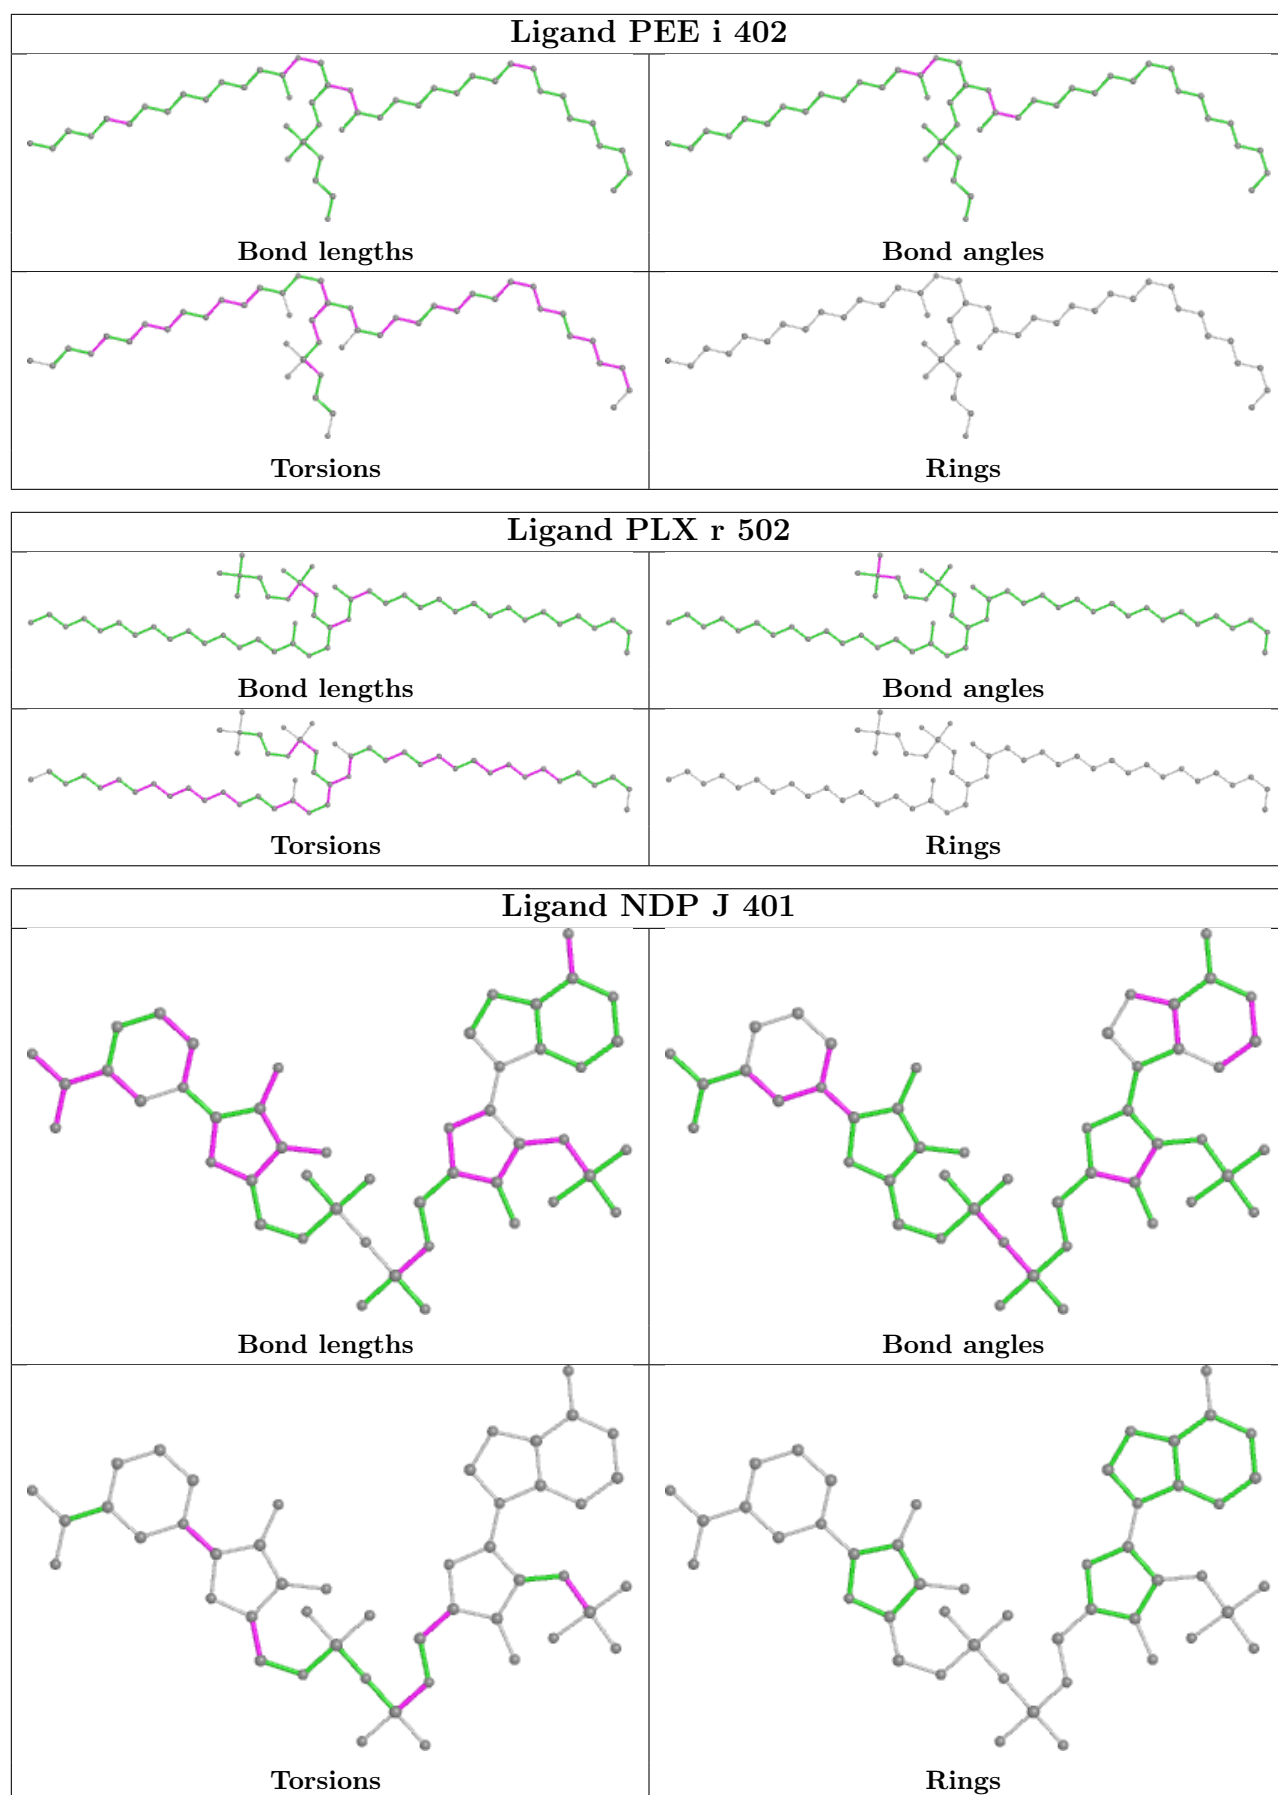 Ligand PEE i 402
Bond lengths
Bond angles
Torsions
Rings
Ligand PLX r 502
Bond lengths
Bond angles
Torsions
Rings
Ligand NDP J 401
Bond lengths
Bond angles
Torsions
Rings